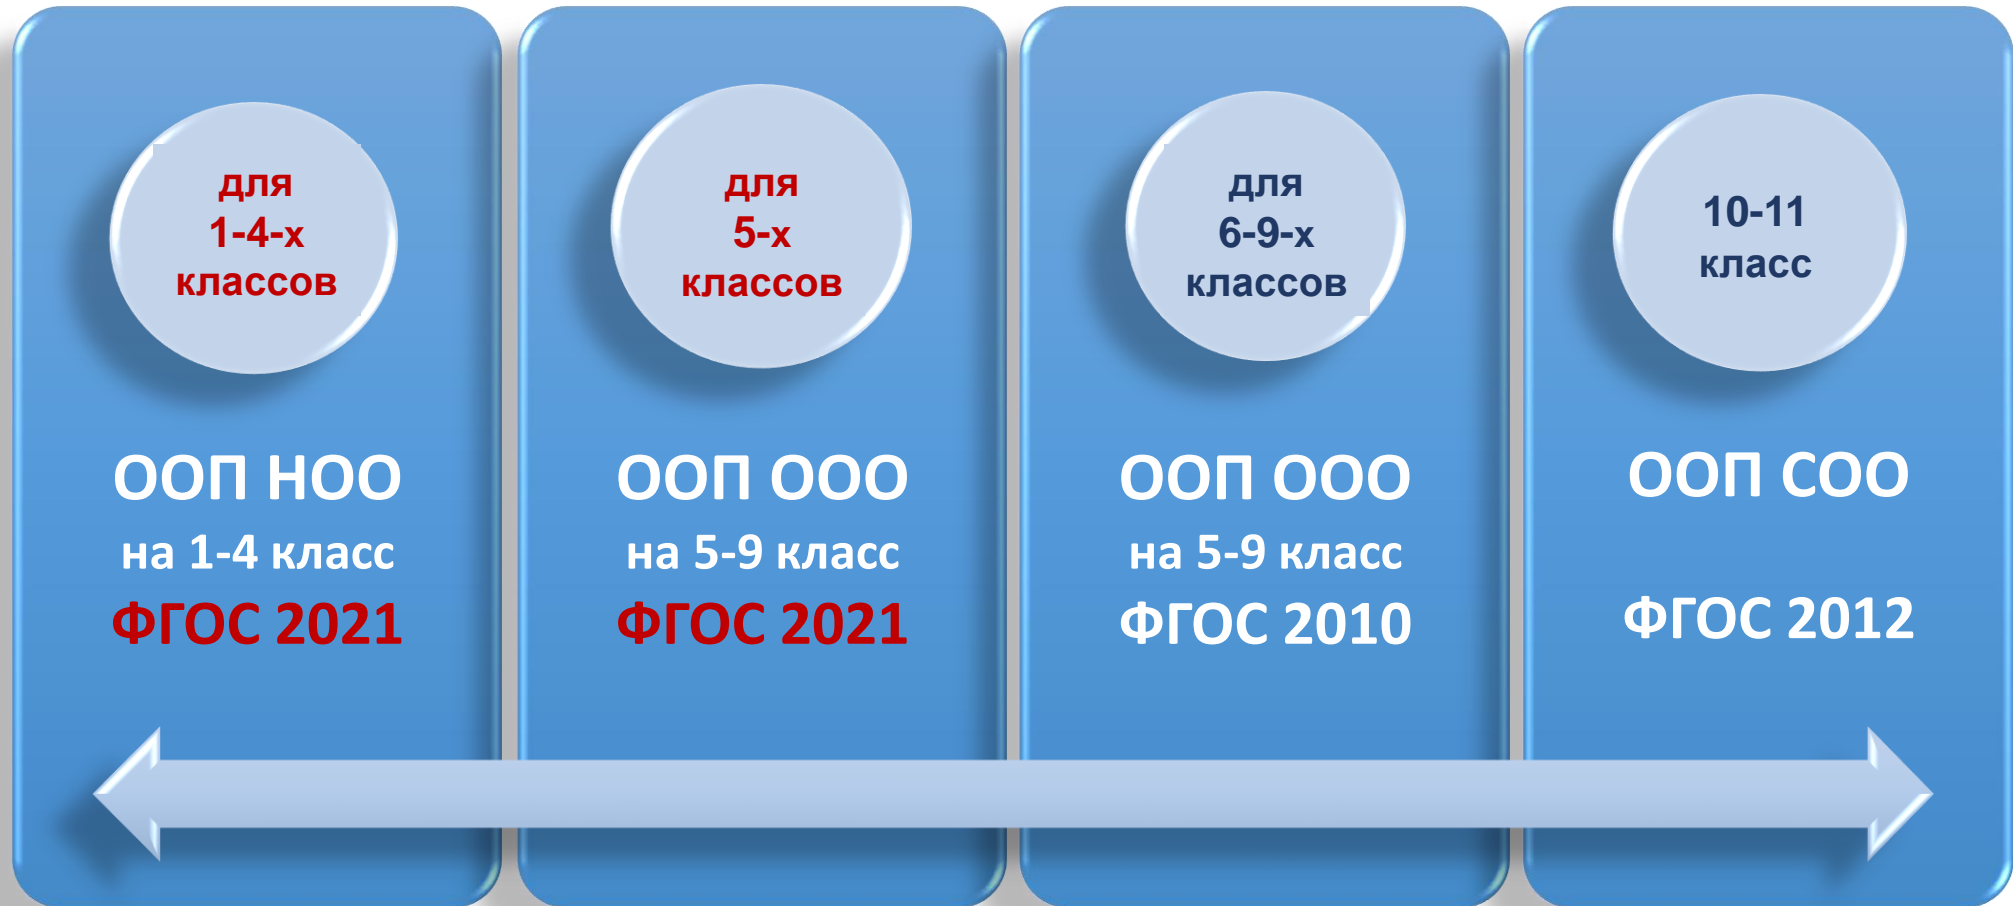 для
1-4-х
классов
ООП НОО
на 1-4 класс
ФГОС 2021
для
5-х
классов
ООП ООО
на 5-9 класс
ФГОС 2021
для
6-9-х
классов
ООП ООО
на 5-9 класс
ФГОС 2010
10-11
класс
ООП СОО
ФГОС 2012